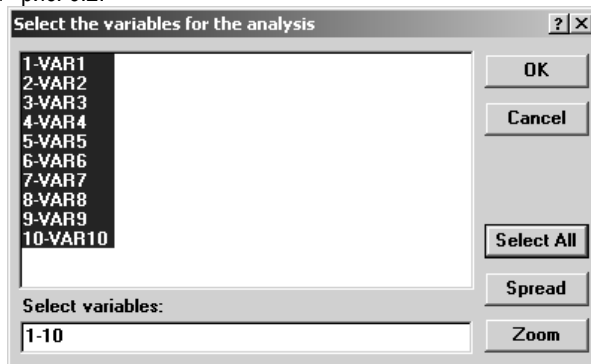 Select the variables for the analysis
1-VAR1
2-VAR2
3-VAR3
4-VAR4
5-VAR5
6-VAR6
7-VAR7
8-VAR8
9-VAR9
10-VAR10
OK
Cancel
Select All
Spread
Zoom
Select variables:
1-10